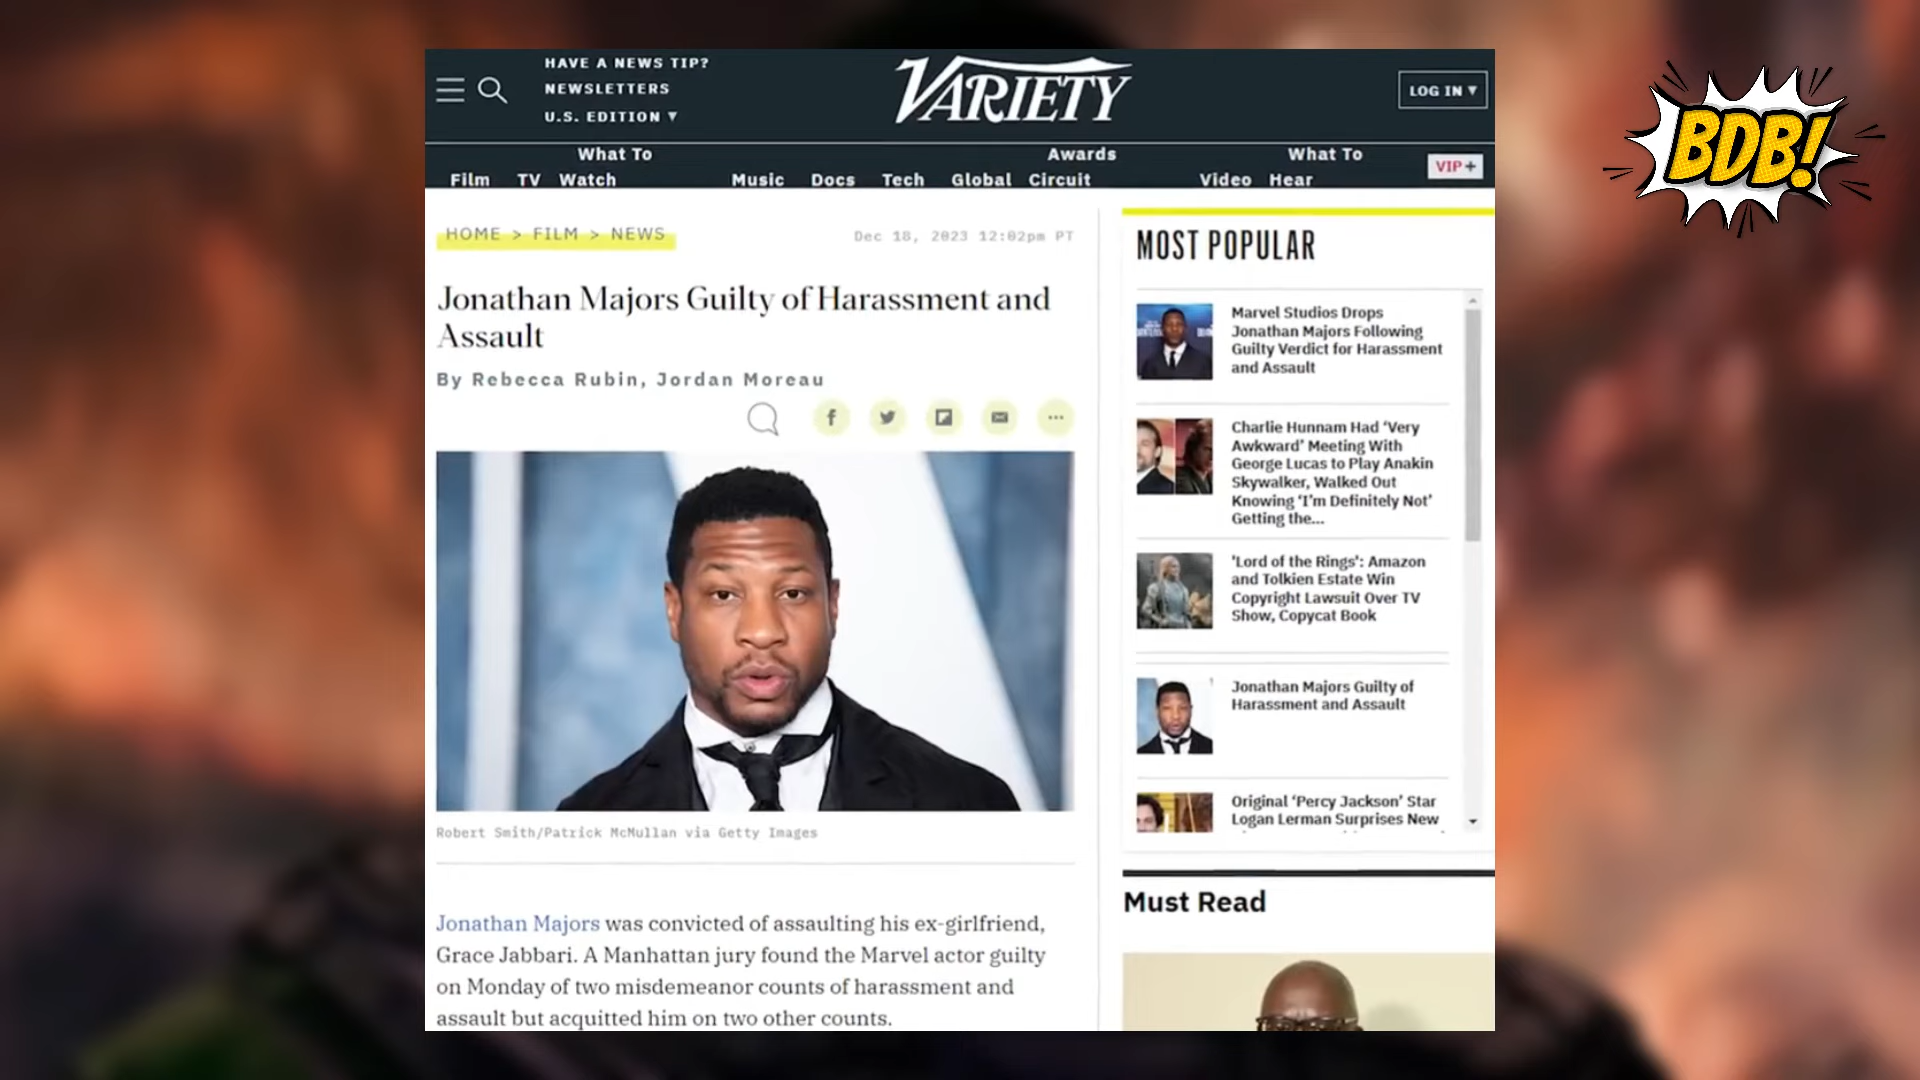 HAVE A NEWS TIP?
NEWSLETTERS
U.S. EDITION ▼
VARIETY
LOG IN ▼
Film
TV
What To
Watch
Music
Docs
Tech
Global
Awards
Circuit
Video
What To
Hear
VIP+
BDB!
HOME > FILM > NEWS
Dec 18, 2023 12:02pm PT
Jonathan Majors Guilty of Harassment and
Assault
By Rebecca Rubin, Jordan Moreau
Robert Smith/Patrick McMullan via Getty Images
Jonathan Majors was convicted of assaulting his ex-girlfriend,
Grace Jabbari. A Manhattan jury found the Marvel actor guilty
on Monday of two misdemeanor counts of harassment and
assault but acquitted him on two other counts.
MOST POPULAR
Marvel Studios Drops
Jonathan Majors Following
Guilty Verdict for Harassment
and Assault
Charlie Hunnam Had ‘Very
Awkward’ Meeting With
George Lucas to Play Anakin
Skywalker, Walked Out
Knowing ‘I’m Definitely Not’
Getting the...
'Lord of the Rings': Amazon
and Tolkien Estate Win
Copyright Lawsuit Over TV
Show, Copycat Book
Jonathan Majors Guilty of
Harassment and Assault
Original ‘Percy Jackson’ Star
Logan Lerman Surprises New
Must Read